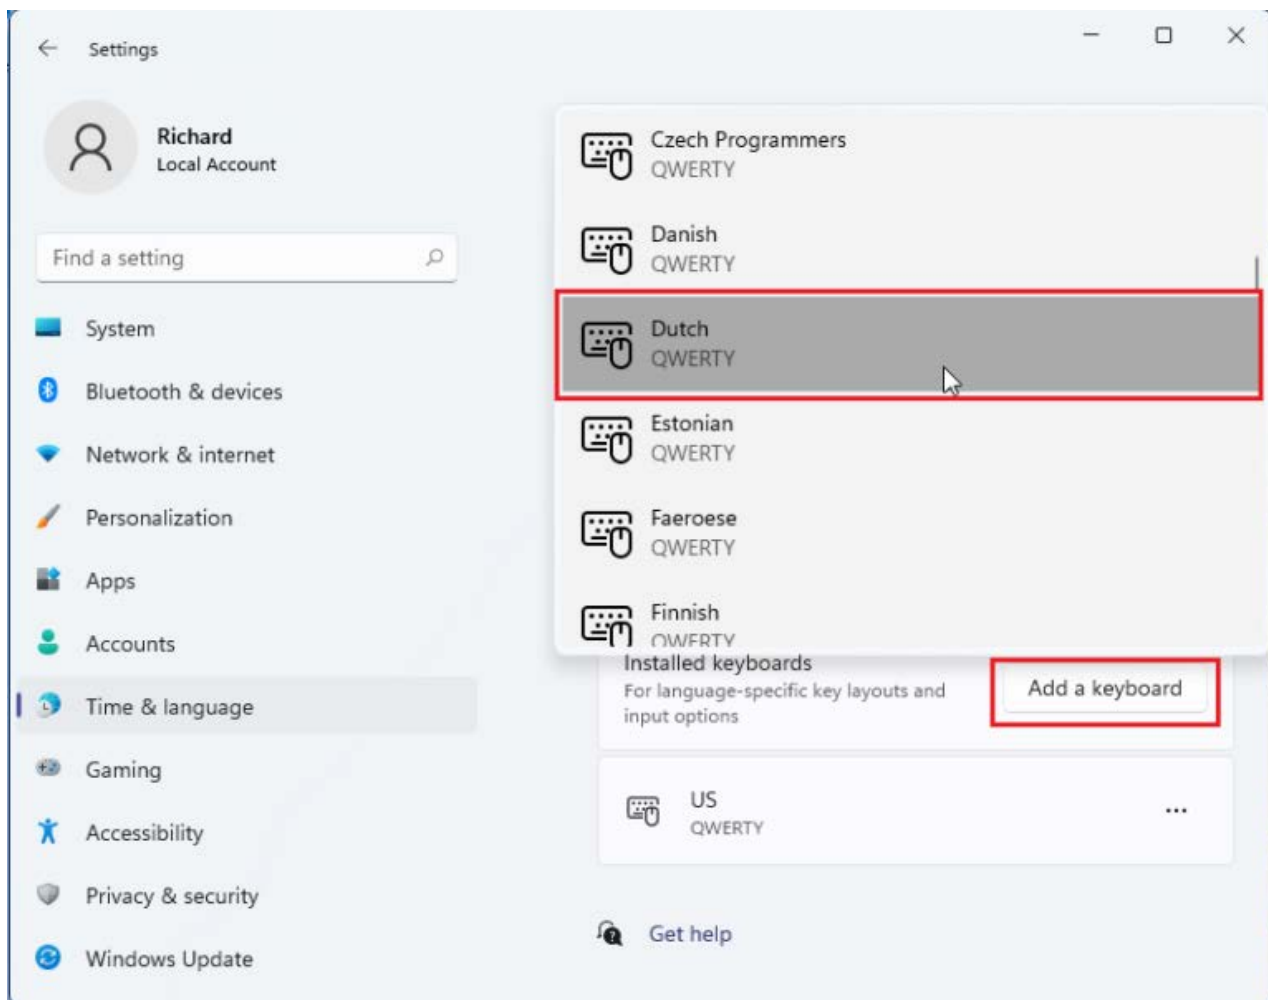 Settings
Richard
Local Account
Find a setting
System
Bluetooth & devices
Network & internet
Personalization
Apps
Accounts
Time & language
Gaming
Accessibility
Privacy & security
Windows Update
Czech Programmers
QWERTY
Danish
QWERTY
Dutch
QWERTY
Estonian
QWERTY
Faeroese
QWERTY
Finnish
QWERTY
Installed keyboards
For language-specific key layouts and
input options
Add a keyboard
US
QWERTY
Get help